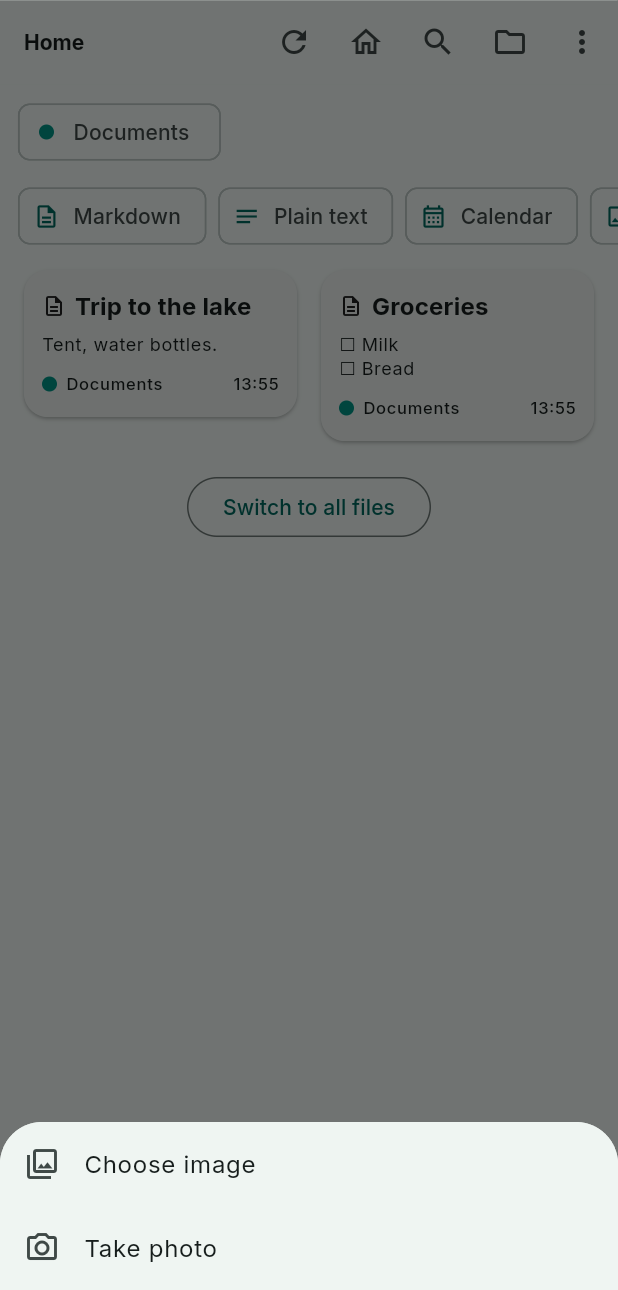 Home
Documents
Markdown
Plain text
Calendar
Trip to the lake
Tent, water bottles.
Documents 13:55
Groceries
☐ Milk
☐ Bread
Documents 13:55
Switch to all files
Choose image
Take photo